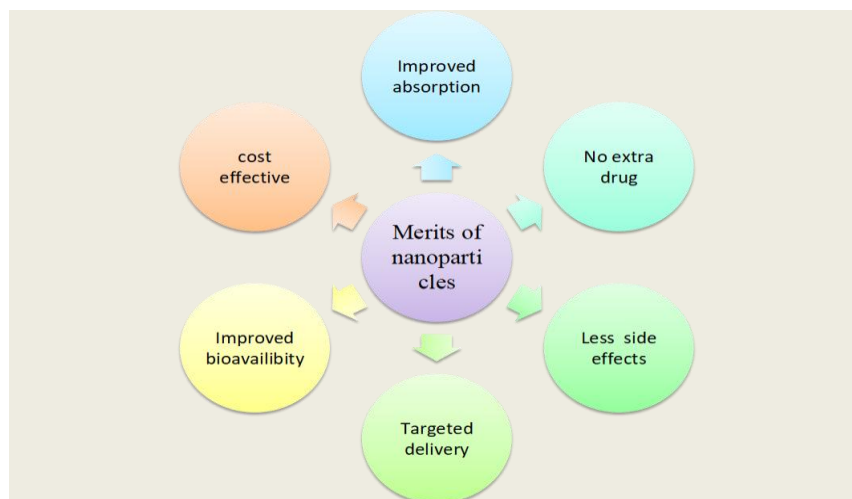 Improved
absorption
cost
effective
No extra
drug
Merits of
nanoparti
cles
Improved
bioavailibity
Less side
effects
Targeted
delivery